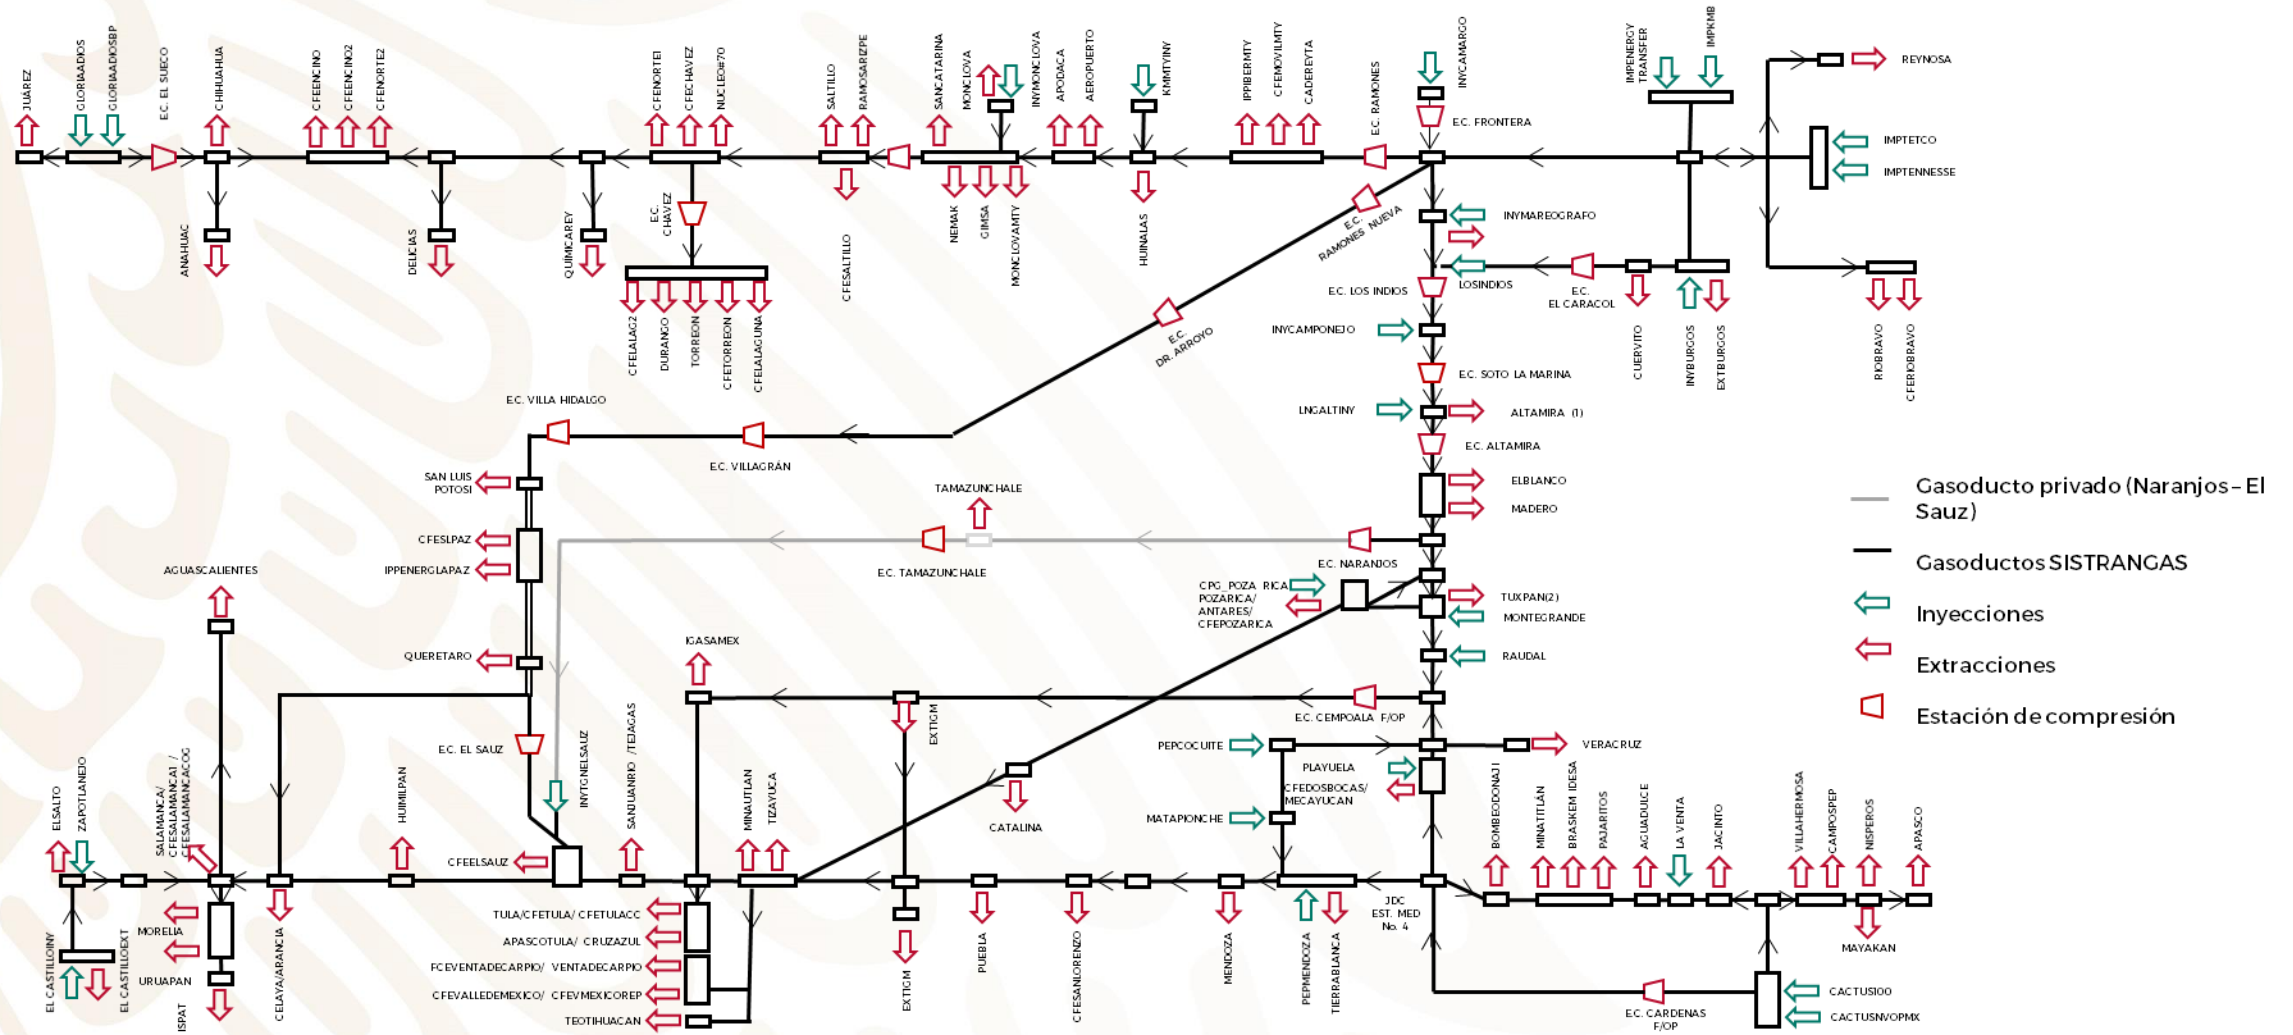 JUÁREZ
GLORIAADIOS
GLORIAADIOSBP
E.C. EL SUECO
CHIHUAHUA
CFEENCINO
CFEENCINO2
CFENORTE2
CFENORTE1
CFECHAVEZ
NUCLEO#70
SALTILLO
RAMOSARIZPE
SANCATARINA
MONCLOVA
INYMONCLOVA
APODACA
AEROPUERTO
KMMTYINY
IPPIBERMTY
CFEMOVILMTY
CADEREYTA
E.C. RAMONES
INYCAMARGO
E.C. FRONTERA
IMPENERGY
TRANSFER
IMPKMB
REYNOSA
IMPTETCO
IMPTENNESSE
ANAHUAC
DELICIAS
QUÍMICAREY
E.C.
CHAVEZ
CFESALTILLO
NEMAK
GIMSA
MONCLOVAMTY
HUINALAS
E.C.
RAMONES NUEVA
INYMAREOGRAFO
LOSINDIOS
E.C. LOS INDIOS
E.C.
EL CARACOL
CUERVITO
INYBURGOS
EXTBURGOS
RIOBRAVO
CFERIOBRAVO
CFELALAG2
DURANGO
TORREON
CFETORREON
CFELALAGUNA
E.C.
DR. ARROYO
INYCAMPONEJO
E.C. SOTO LA MARINA
LNGALTINY
ALTAMIRA (1)
E.C. VILLA HIDALGO
E.C. VILLAGRÁN
E.C. ALTAMIRA
SAN LUIS
POTOSI
TAMAZUNCHALE
ELBLANCO
MADERO
Gasoducto privado (Naranjos – El
Sauz)
Gasoductos SISTRANGAS
Inyecciones
Extracciones
Estación de compresión
CFESLPAZ
IPPENERGLAPAZ
AGUASCALIENTES
E.C. TAMAZUNCHALE
E.C. NARANJOS
CPG_POZA RICA
POZARICA/
ANTARES/
CFEPOZARICA
TUXPAN(2)
MONTEGRANDE
RAUDAL
QUERETARO
IGASAMEX
EXTIGM
E.C. CEMPOALA F/OP
E.C. EL SAUZ
INYTGNELSAUZ
SANJUANRIO /TEJAGAS
PEPCOCUITE
VERACRUZ
PLAYUELA
CFEDOSBOCAS/
MECAYUCAN
MATAPIONCHE
CATALINA
ELSALTO
ZAPOTLANEJO
SALAMANCA/
CFESALAMANCA1 /
CFESALAMANCACOG
HUIMILPAN
CFEELSAUZ
MINAUTLAN
TIZAYUCA
BOMBEODONAJI
MINATITLÁN
BRASKEM IDESA
PAJARITOS
AGUADULCE
LA VENTA
JACINTO
VILLAHERMOSA
CAMPOSPEP
NISPEROS
APASCO
MAYAKAN
JDC
EST. MED
No. 4
TULA/CFETULA/ CFETULACC
APASCOTULA/ CRUZAZUL
FCEVENTADECARPIO/ VENTADECARPIO
CFEVALLEDEMEXICO/ CFEVMEXICOREP
TEOTIHUACAN
EL CASTILLOINY
EL CASTILLOEXT
MORELIA
URUAPAN
ISPAT
CELAYA/ARANCIA
EXTIGM
PUEBLA
CFESANLORENZO
MENDOZA
PEPMENDOZA
TIERRABLANCA
E.C. CARDENAS
F/OP
CACTUS100
CACTUSNVOPMX